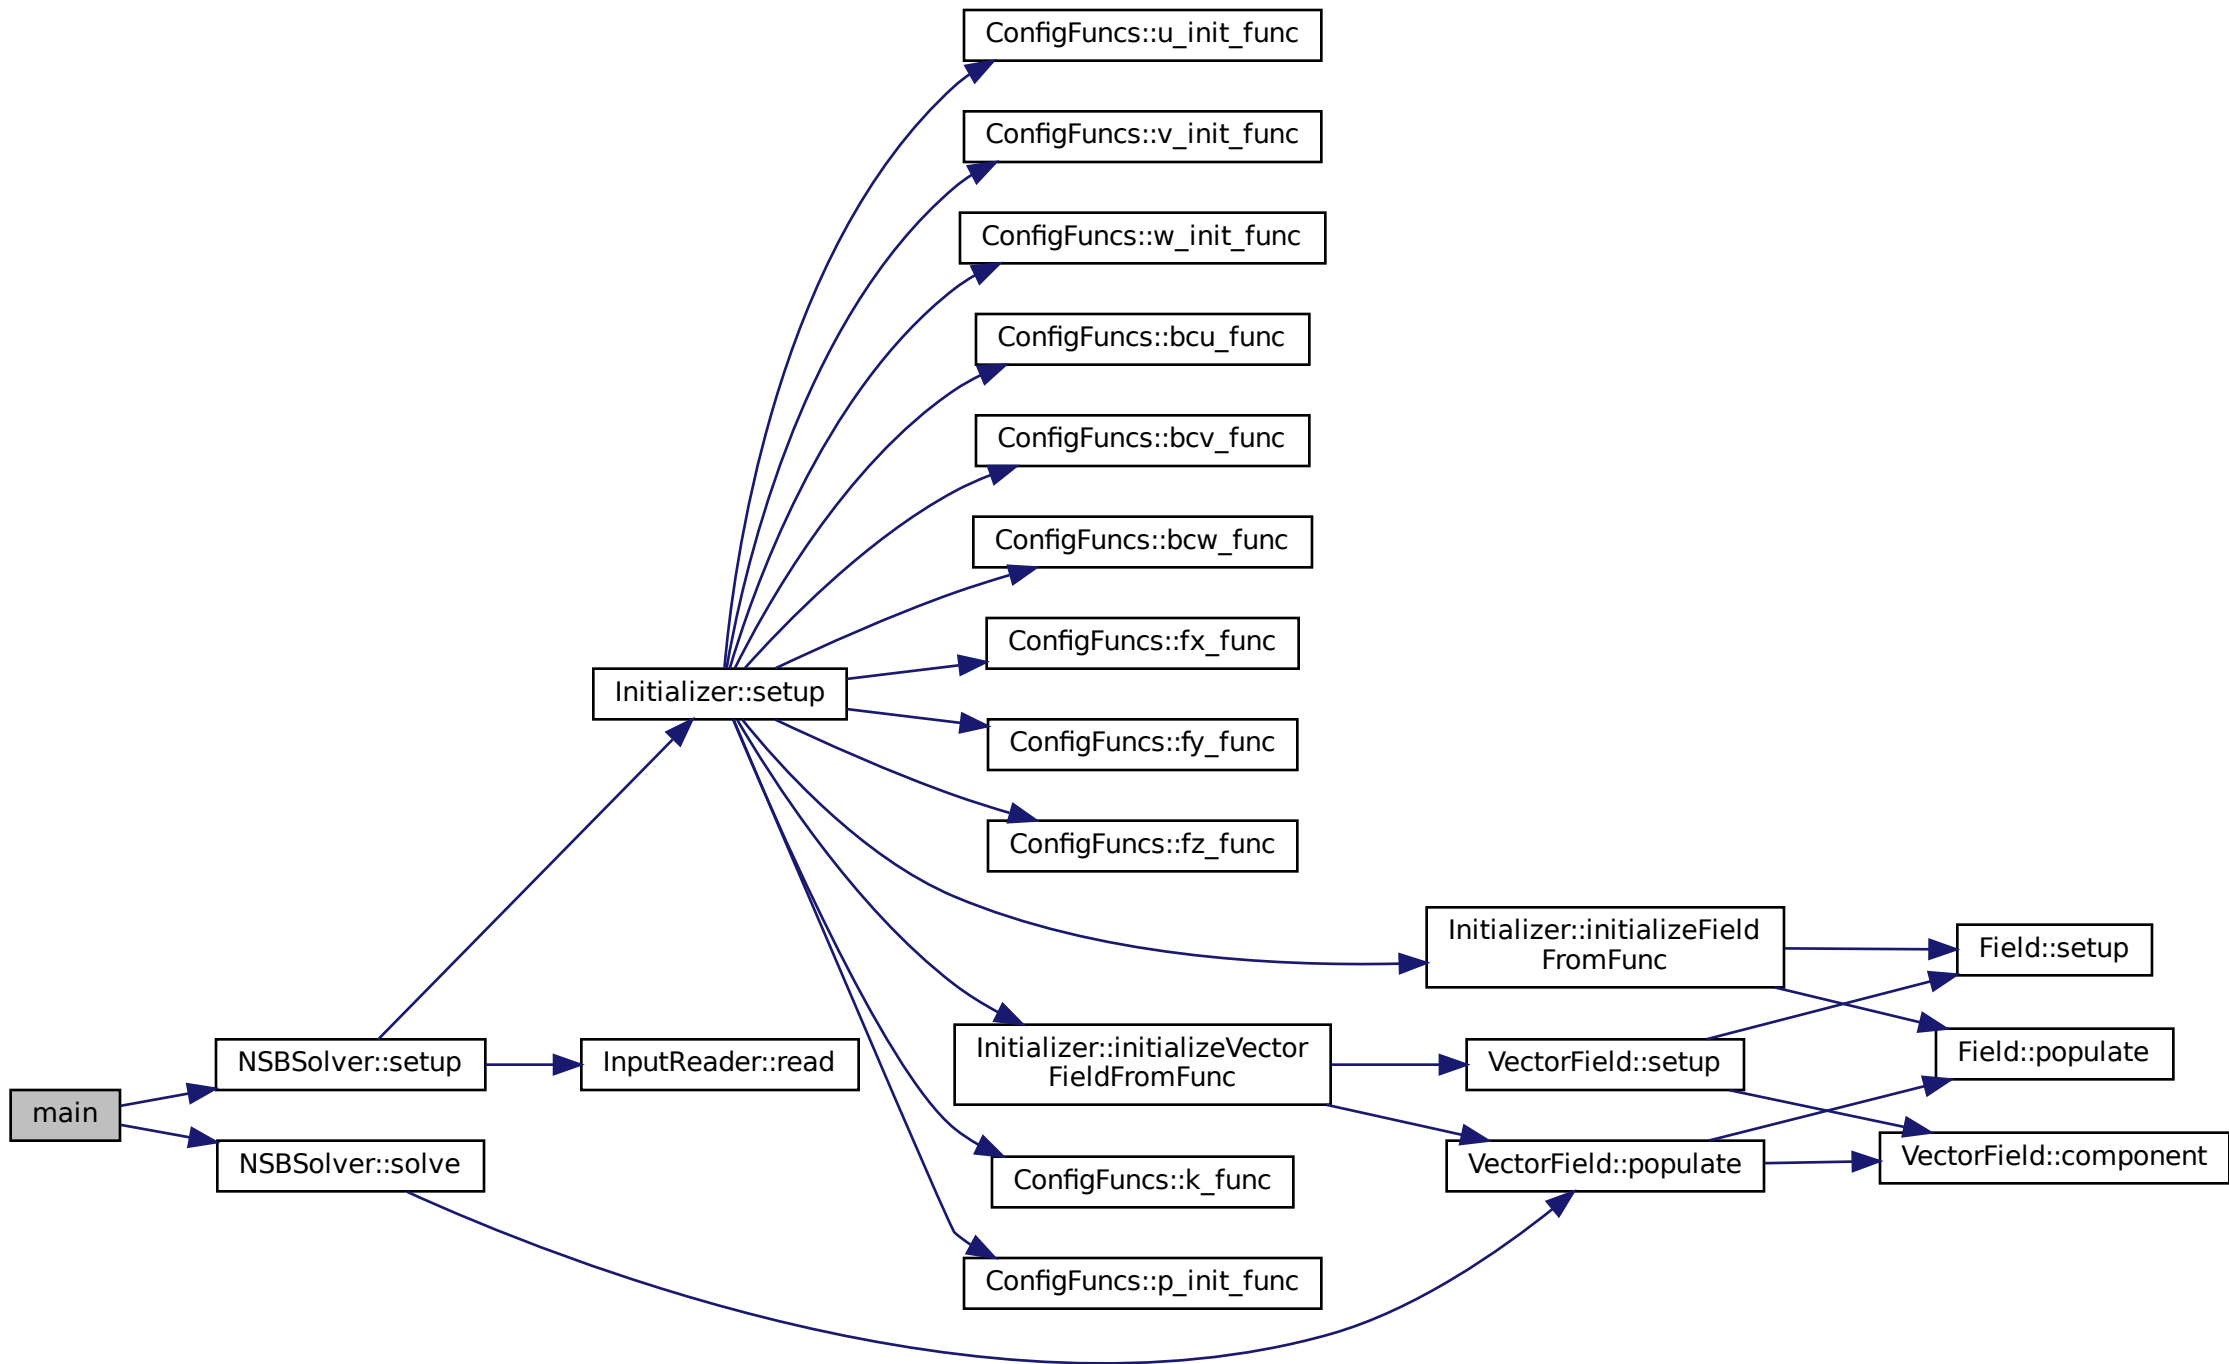 ConfigFuncs::u_init_func
ConfigFuncs::v_init_func
ConfigFuncs::w_init_func
ConfigFuncs::bcu_func
ConfigFuncs::bcv_func
ConfigFuncs::bcw_func
ConfigFuncs::fx_func
Initializer::setup
ConfigFuncs::fy_func
ConfigFuncs::fz_func
Initializer::initializeField
FromFunc
Field::setup
NSBSolver::setup
InputReader::read
Initializer::initializeVector
FieldFromFunc
VectorField::setup
Field::populate
main
NSBSolver::solve
VectorField::populate
VectorField::component
ConfigFuncs::k_func
ConfigFuncs::p_init_func